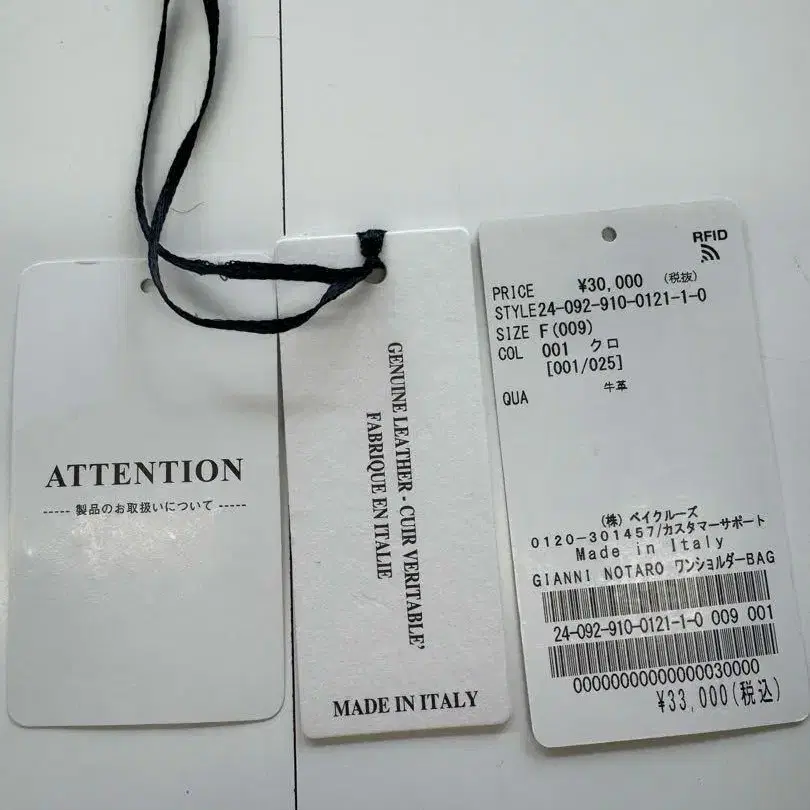 ATTENTION
----- 製品のお取扱いについて -----
GENUINE LEATHER - CUIR VERITABLE'
FABRIQUE EN ITALIE
MADE IN ITALY
RFID
PRICE ¥30,000 (税抜)
STYLE24-092-910-0121-1-0
SIZE F(009)
COL 001 クロ
[001/025]
QUA 牛革
(株) ベイクルーズ
0120-301457/カスタマーサポート
Made in Italy
GIANNI NOTARO ワンショルダーBAG
24-092-910-0121-1-0 009 001
00000000000000030000
¥33,000(税込)